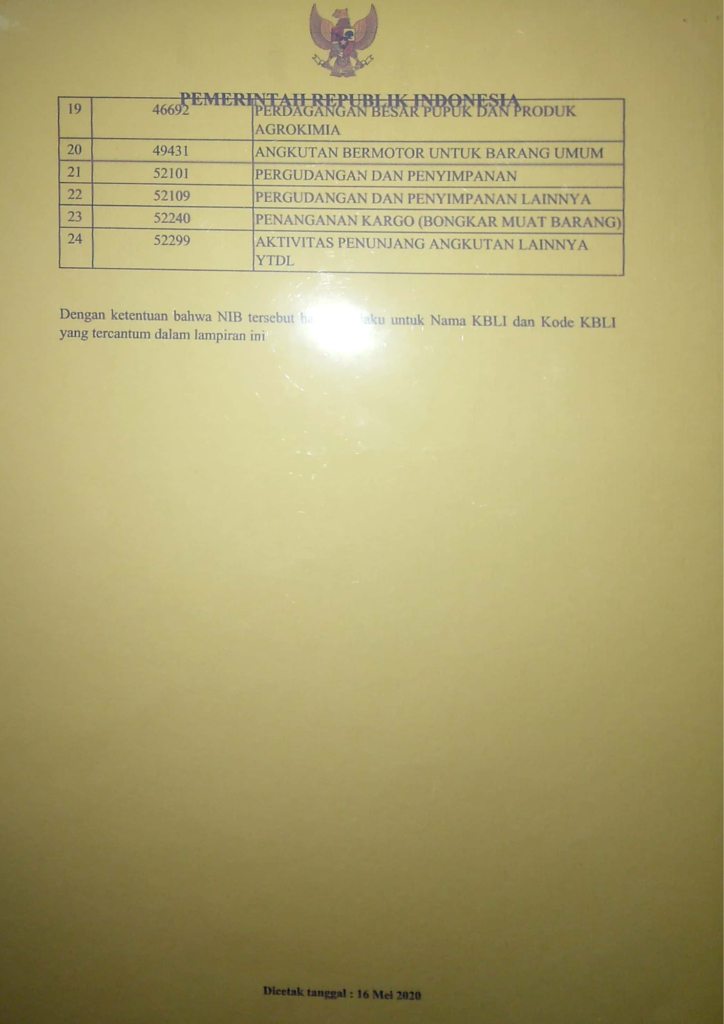 PEMERINTAH REPUBLIK INDONESIA
19 46692 PERDAGANGAN BESAR PUPUK DAN PRODUK
AGROKIMIA
20 49431 ANGKUTAN BERMOTOR UNTUK BARANG UMUM
21 52101 PERGUDANGAN DAN PENYIMPANAN
22 52109 PERGUDANGAN DAN PENYIMPANAN LAINNYA
23 52240 PENANGANAN KARGO (BONGKAR MUAT BARANG)
24 52299 AKTIVITAS PENUNJANG ANGKUTAN LAINNYA
YTDL
Dengan ketentuan bahwa NIB tersebut untuk Nama KBLI dan Kode KBLI
yang tercantum dalam lampiran ini
Dicetak tanggal : 16 Mei 2020